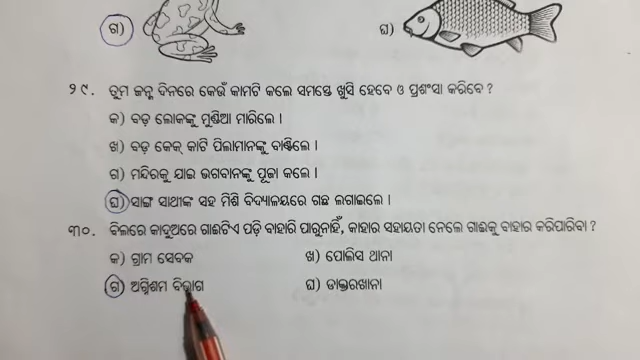 ଗ) ଘ)
୨୯. ତୁମ ଜନ୍ମ ଦିନରେ କେଉଁ କାମଟି କଲେ ସମସ୍ତେ ଖୁସି ହେବେ ଓ ପ୍ରଶଂସା କରିବେ ?
କ) ବଡ଼ ଲୋକଙ୍କୁ ମୁଣ୍ଡିଆ ମାରିଲେ ।
ଖ) ବଡ଼ କେକ୍ କାଟି ପିଲାମାନଙ୍କୁ ବାଣ୍ଟିଲେ ।
ଗ) ମନ୍ଦିରକୁ ଯାଇ ଭଗବାନଙ୍କୁ ପୂଜା କଲେ ।
ଘ) ସାଙ୍ଗ ସାଥୀଙ୍କ ସହ ମିଶି ବିଦ୍ୟାଳୟରେ ଗଛ ଲଗାଇଲେ ।
୩୦. ବିଲରେ କାଦୁଅରେ ଗାଈଟିଏ ପଡ଼ି ବାହାରି ପାରୁନାହିଁ, କାହାର ସହାୟତା ନେଲେ ଗାଈକୁ ବାହାର କରିପାରିବା ?
କ) ଗ୍ରାମ ସେବକ ଖ) ପୋଲିସ ଥାନା
ଗ) ଅଗ୍ନିଶମ ବିଭାଗ ଘ) ଡାକ୍ତରଖାନା